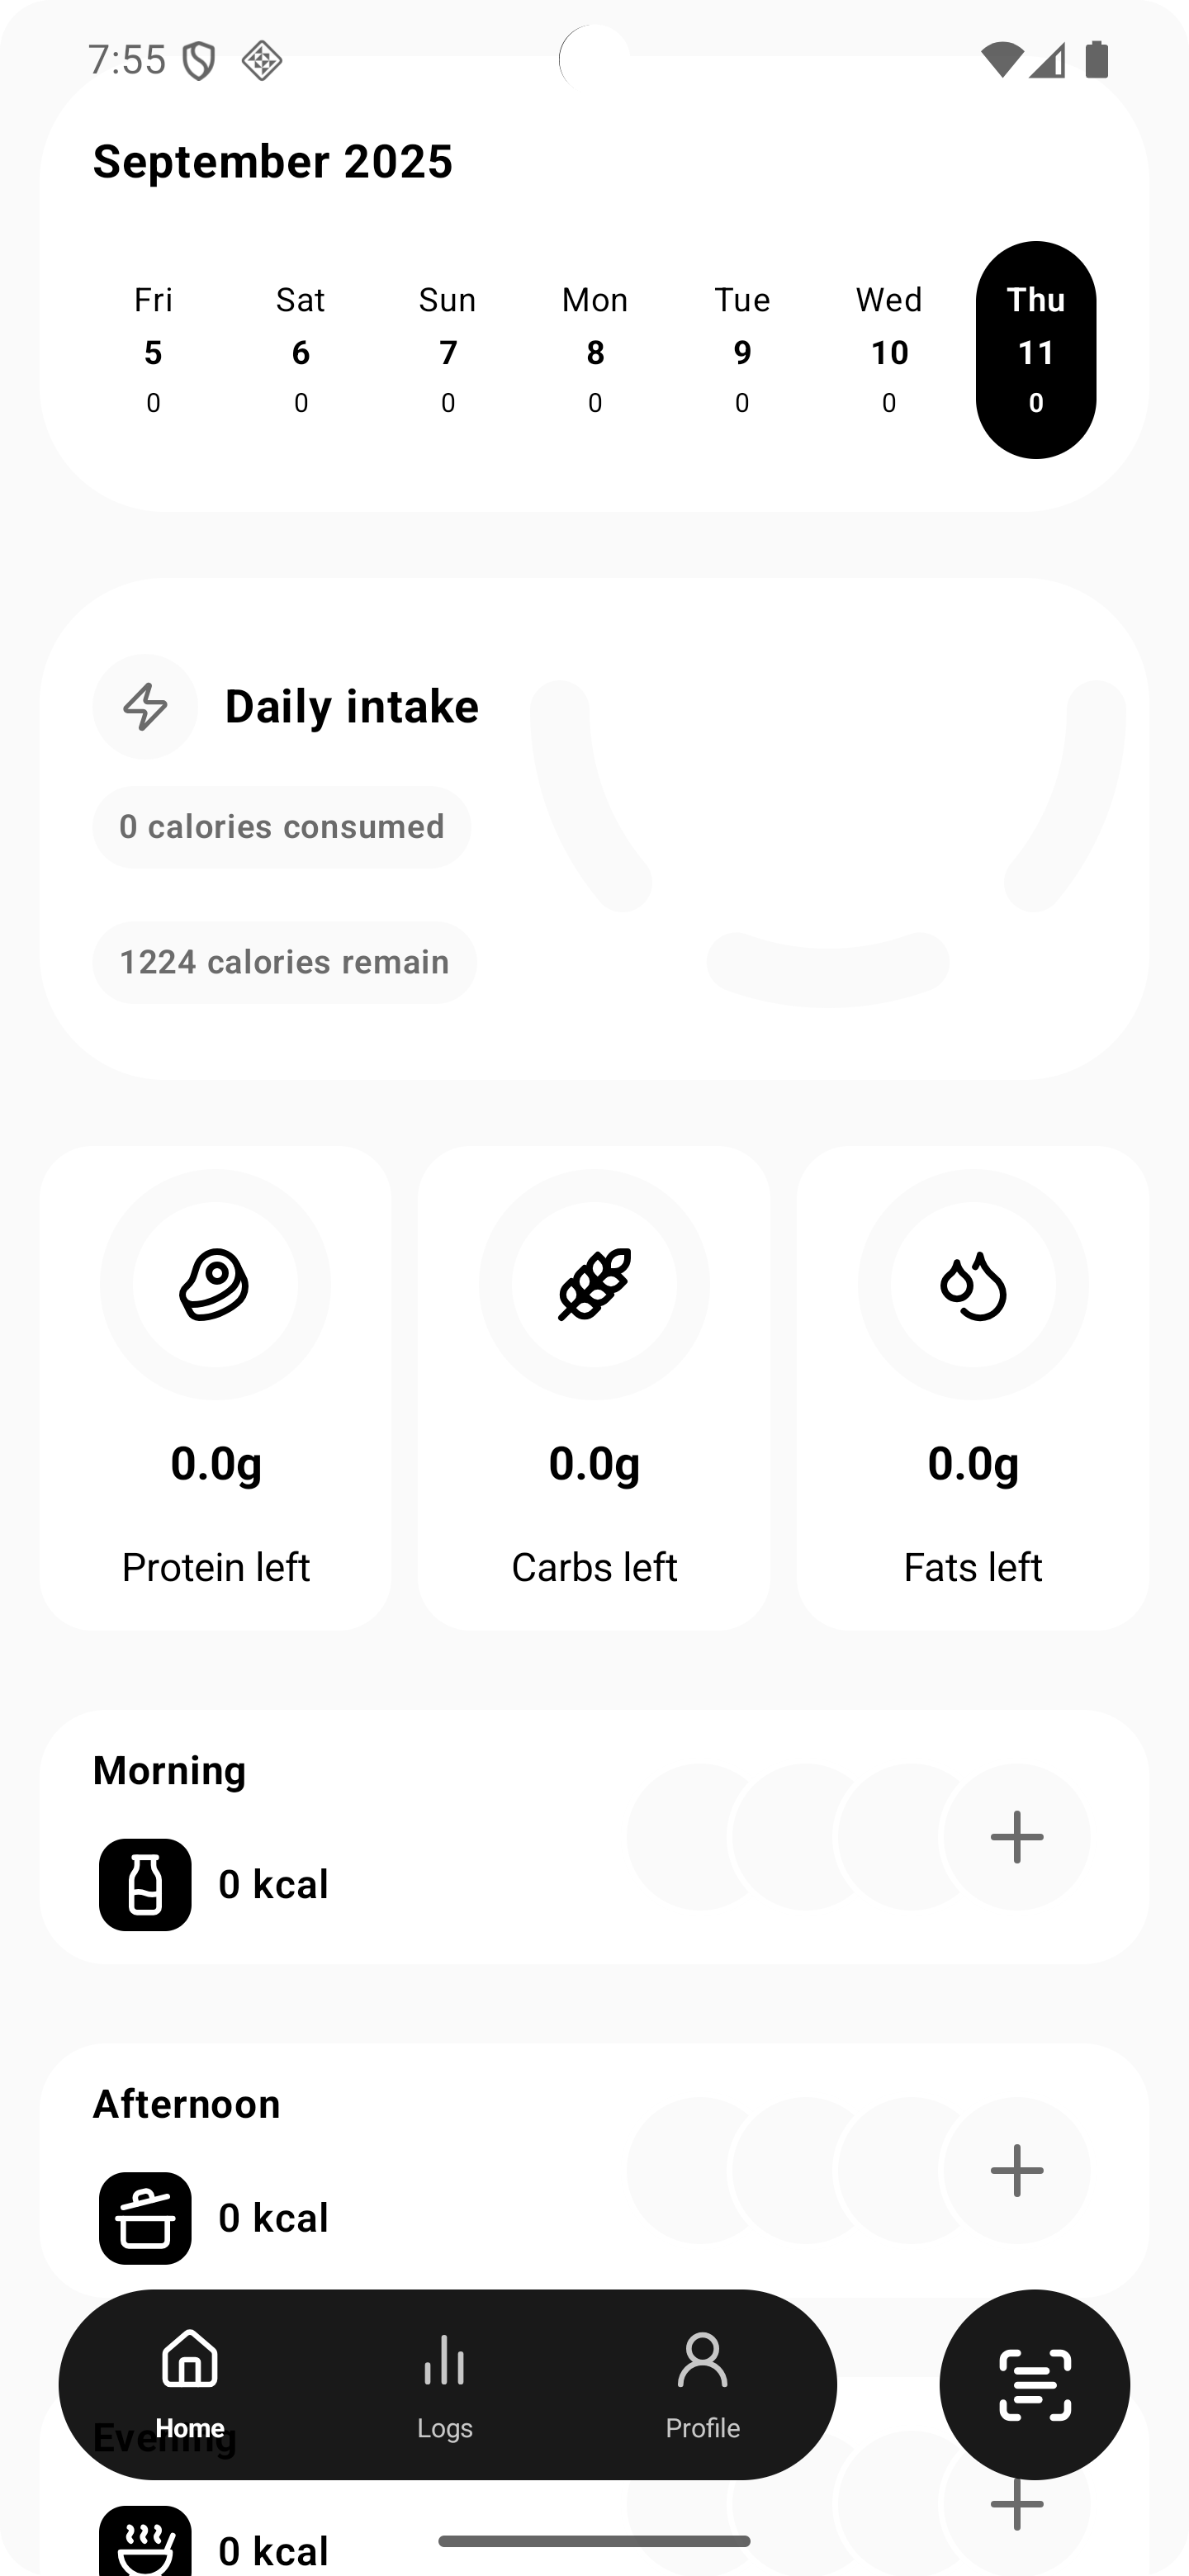 7:55
September 2025
Fri Sat Sun Mon Tue Wed Thu
5 6 7 8 9 10 11
0 0 0 0 0 0 0
Daily intake
0 calories consumed
1224 calories remain
0.0g 0.0g 0.0g
Protein left Carbs left Fats left
Morning
0 kcal
Afternoon
0 kcal
Evening
Home Logs Profile
0 kcal